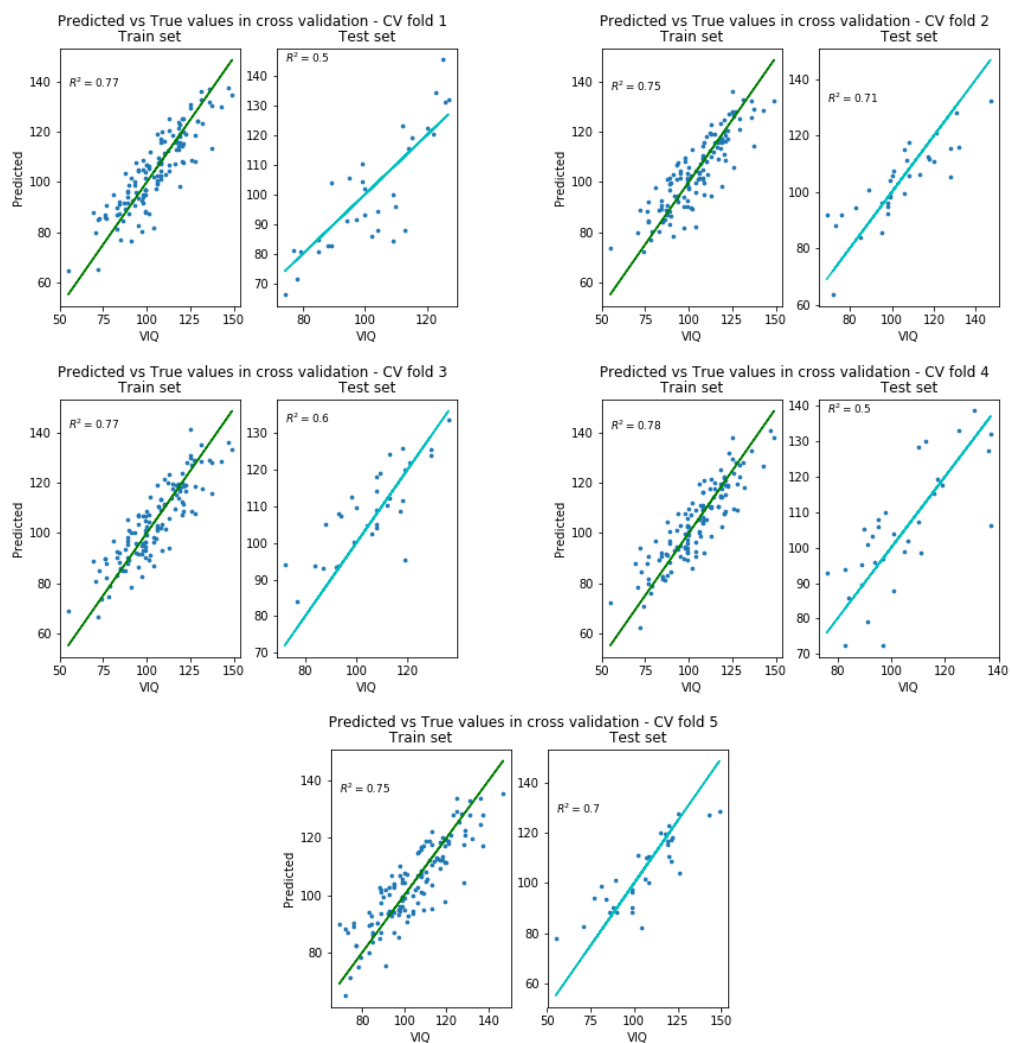 Predicted vs True values in cross validation - CV fold 1
Train set
Test set
R² = 0.77
R² = 0.5
140
120
100
80
60
140
130
120
110
100
90
80
70
Predicted
50
75
100
125
150
80
100
120
VIQ
VIQ
Predicted vs True values in cross validation - CV fold 2
Train set
Test set
R² = 0.75
R² = 0.71
140
120
100
80
60
140
120
100
80
60
Predicted
50
75
100
125
150
80
100
120
140
VIQ
VIQ
Predicted vs True values in cross validation - CV fold 3
Train set
Test set
R² = 0.77
R² = 0.6
140
120
100
80
60
130
120
110
100
90
80
70
Predicted
50
75
100
125
150
80
100
120
VIQ
VIQ
Predicted vs True values in cross validation - CV fold 4
Train set
Test set
R² = 0.78
R² = 0.5
140
120
100
80
60
130
120
110
100
90
80
70
Predicted
50
75
100
125
150
80
100
120
140
VIQ
VIQ
Predicted vs True values in cross validation - CV fold 5
Train set
Test set
R² = 0.75
R² = 0.7
140
120
100
80
140
120
100
80
60
Predicted
80
100
120
140
50
75
100
125
150
VIQ
VIQ